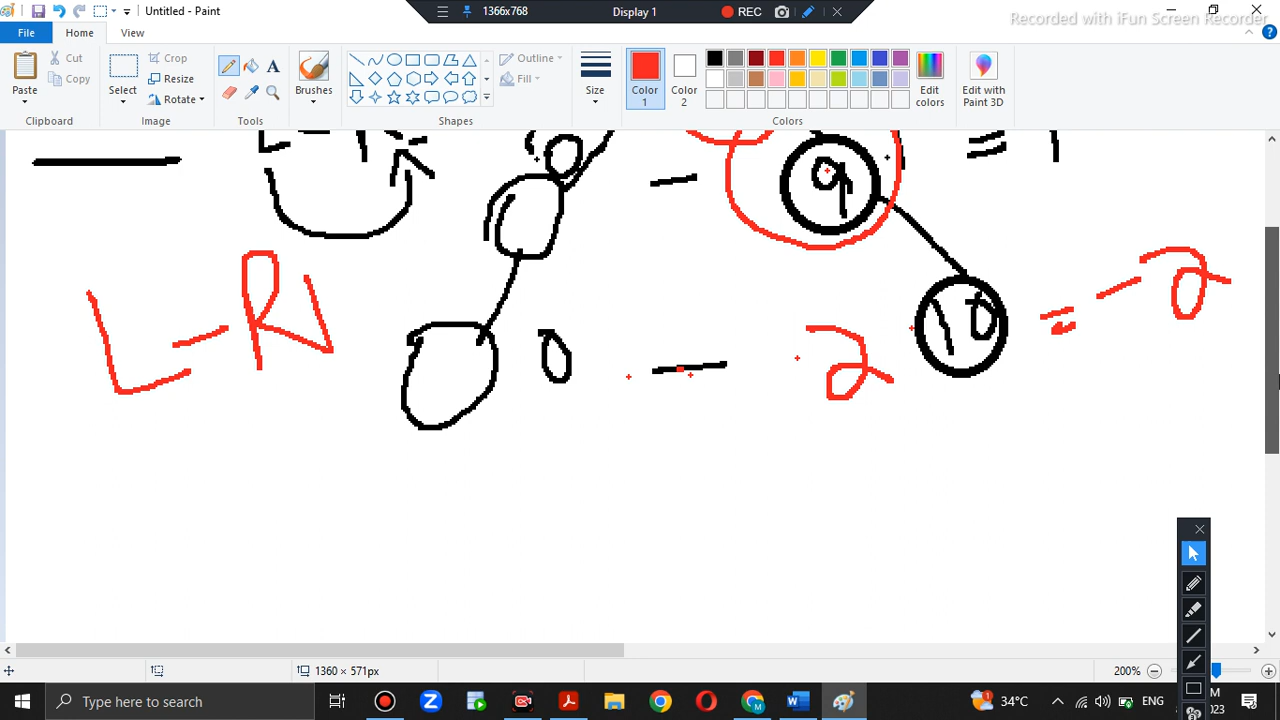 Untitled - Paint
1366x768
Display 1
REC
Recorded with iFun Screen Recorder
File
Home
View
Paste
Cut
Copy
Clipboard
Select
Crop
Resize
Rotate
Image
Brushes
Outline
Fill
Shapes
Size
Color 1
Color 2
Edit colors
Edit with Paint 3D
Colors
- 9 = 1
L-R 0 - 2 10 = -2
1360 × 571px
200%
Type here to search
34°C
ENG